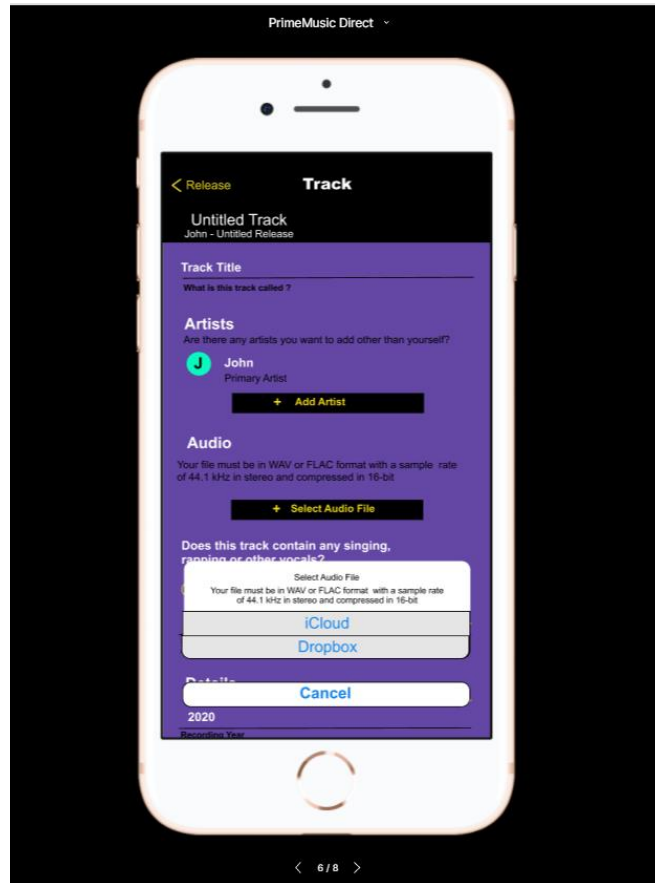 PrimeMusic Direct
Release
Track
Untitled Track
John - Untitled Release
Track Title
What is this track called ?
Artists
Are there any artists you want to add other than yourself?
J
John
Primary Artist
+ Add Artist
Audio
Your file must be in WAV or FLAC format with a sample rate
of 44.1 kHz in stereo and compressed in 16-bit
+ Select Audio File
Does this track contain any singing,
rapping or other vocals?
Select Audio File
Your file must be in WAV or FLAC format with a sample rate
of 44.1 kHz in stereo and compressed in 16-bit
iCloud
Dropbox
Details
Cancel
2020
Recording Year
6 / 8